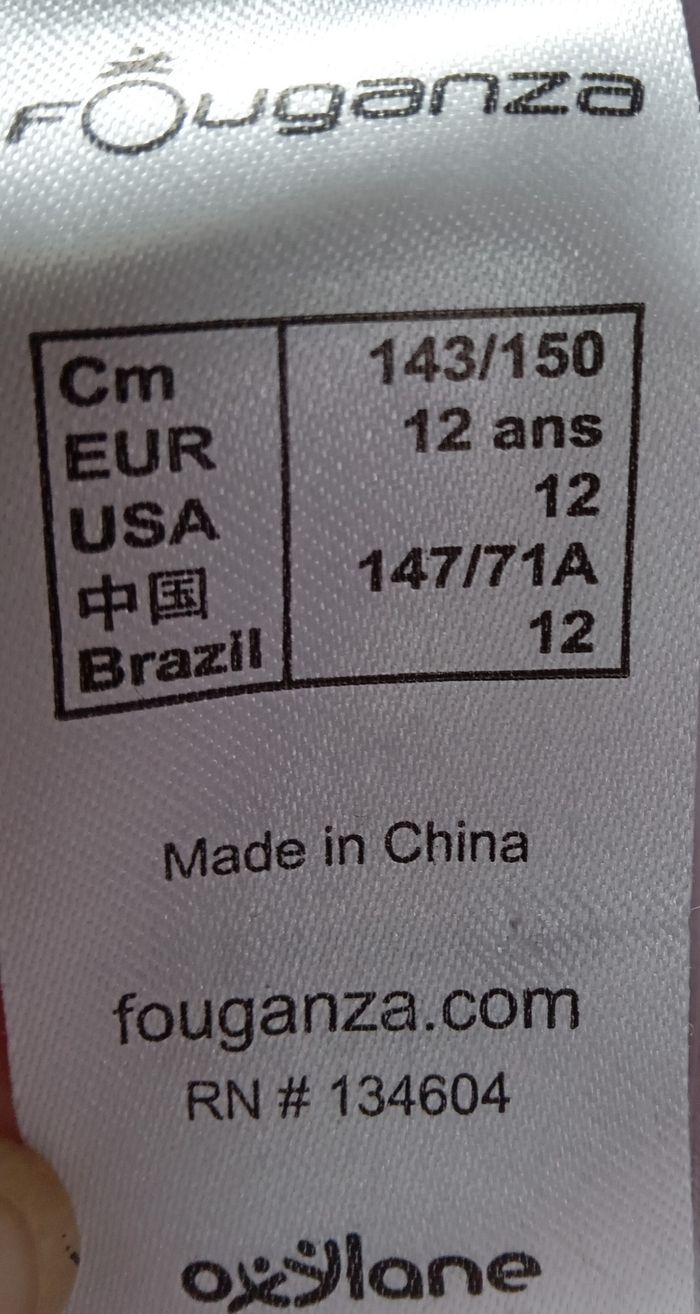 Fouganza
Cm 143/150
EUR 12 ans
USA 12
中国 147/71A
Brazil 12
Made in China
fouganza.com
RN # 134604
oxylane